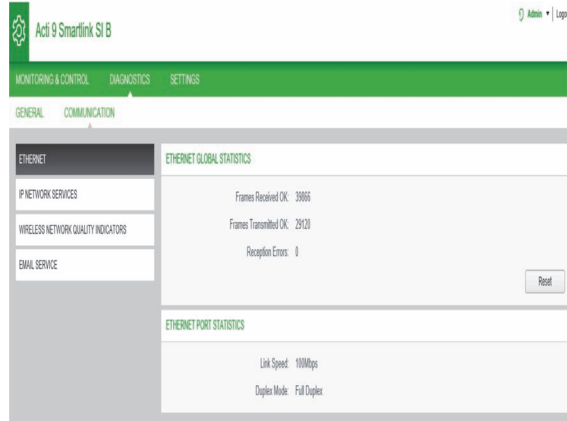 Acti 9 Smartlink SI B
Admin | Logo
MONITORING & CONTROL DIAGNOSTICS SETTINGS
GENERAL COMMUNICATION
ETHERNET
IP NETWORK SERVICES
WIRELESS NETWORK QUALITY INDICATORS
EMAIL SERVICE
ETHERNET GLOBAL STATISTICS
Frames Received OK: 39866
Frames Transmitted OK: 29120
Reception Errors: 0
Reset
ETHERNET PORT STATISTICS
Link Speed: 100Mbps
Duplex Mode: Full Duplex